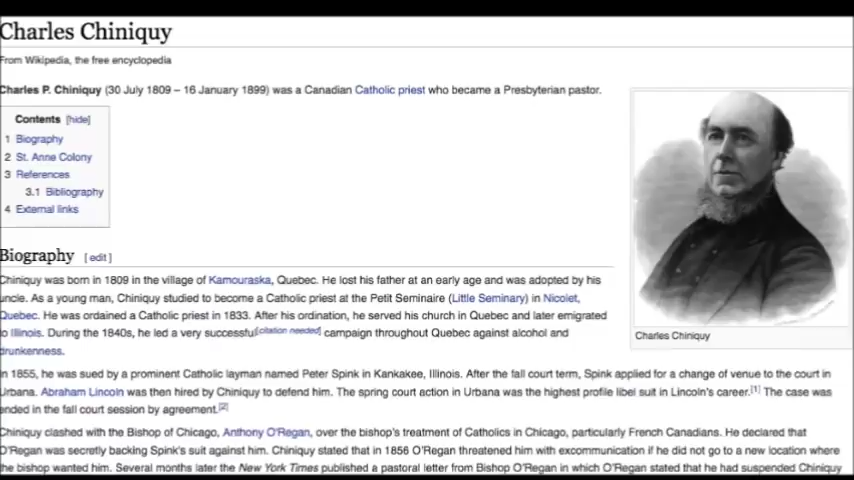 Charles Chiniquy
From Wikipedia, the free encyclopedia
Charles P. Chiniquy (30 July 1809 – 16 January 1899) was a Canadian Catholic priest who became a Presbyterian pastor.
Contents [hide]
1 Biography
2 St. Anne Colony
3 References
3.1 Bibliography
4 External links
Charles Chiniquy
Biography [ edit ]
Chiniquy was born in 1809 in the village of Kamouraska, Quebec. He lost his father at an early age and was adopted by his
uncle. As a young man, Chiniquy studied to become a Catholic priest at the Petit Seminaire (Little Seminary) in Nicolet,
Quebec. He was ordained a Catholic priest in 1833. After his ordination, he served his church in Quebec and later emigrated
to Illinois. During the 1840s, he led a very successful[citation needed] campaign throughout Quebec against alcohol and
drunkenness.
In 1855, he was sued by a prominent Catholic layman named Peter Spink in Kankakee, Illinois. After the fall court term, Spink applied for a change of venue to the court in
Urbana. Abraham Lincoln was then hired by Chiniquy to defend him. The spring court action in Urbana was the highest profile libel suit in Lincoln's career.[1] The case was
ended in the fall court session by agreement.[2]
Chiniquy clashed with the Bishop of Chicago, Anthony O'Regan, over the bishop's treatment of Catholics in Chicago, particularly French Canadians. He declared that
O'Regan was secretly backing Spink's suit against him. Chiniquy stated that in 1856 O'Regan threatened him with excommunication if he did not go to a new location where
the bishop wanted him. Several months later the New York Times published a pastoral letter from Bishop O'Regan in which O'Regan stated that he had suspended Chiniquy